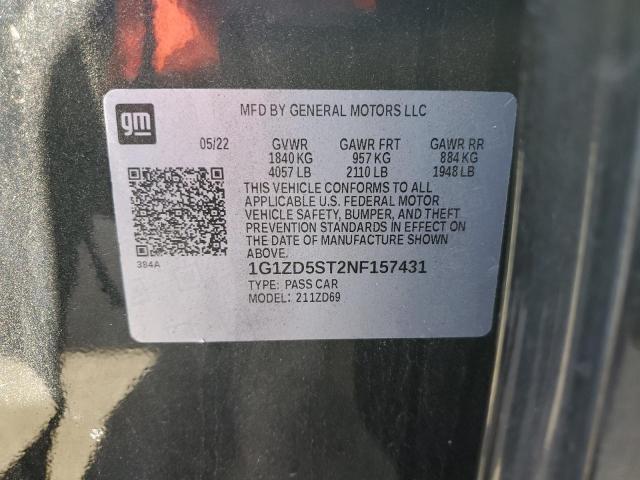 gm
MFD BY GENERAL MOTORS LLC
05/22 GVWR GAWR FRT GAWR RR
1840 KG 957 KG 884 KG
4057 LB 2110 LB 1948 LB
THIS VEHICLE CONFORMS TO ALL
APPLICABLE U.S. FEDERAL MOTOR
VEHICLE SAFETY, BUMPER, AND THEFT
PREVENTION STANDARDS IN EFFECT ON
THE DATE OF MANUFACTURE SHOWN
ABOVE.
384A
1G1ZD5ST2NF157431
TYPE: PASS CAR
MODEL: 211ZD69